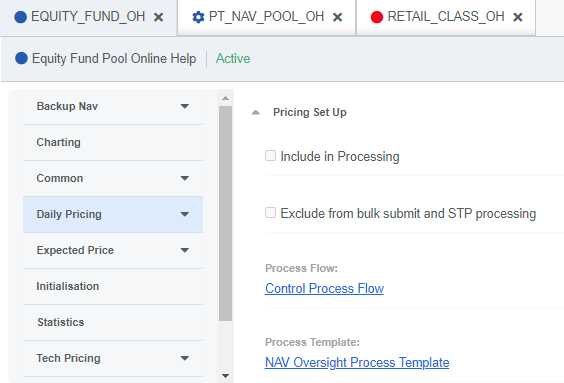 EQUITY_FUND_OH × PT_NAV_POOL_OH × RETAIL_CLASS_OH ×
Equity Fund Pool Online Help Active
Backup Nav
Charting
Common
Daily Pricing
Expected Price
Initialisation
Statistics
Tech Pricing
Pricing Set Up
Include in Processing
Exclude from bulk submit and STP processing
Process Flow:
Control Process Flow
Process Template:
NAV Oversight Process Template